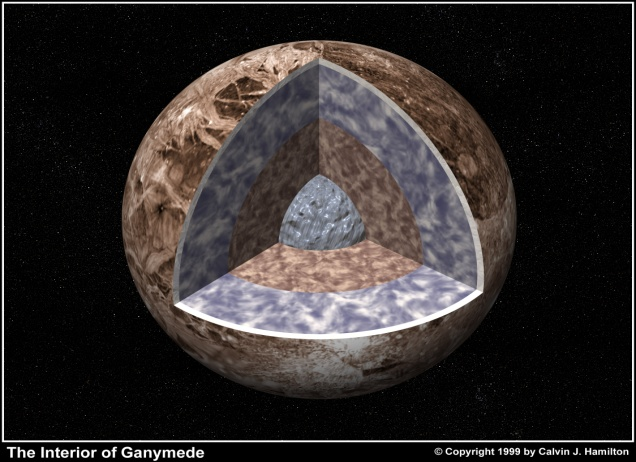 The Interior of Ganymede
© Copyright 1999 by Calvin J. Hamilton